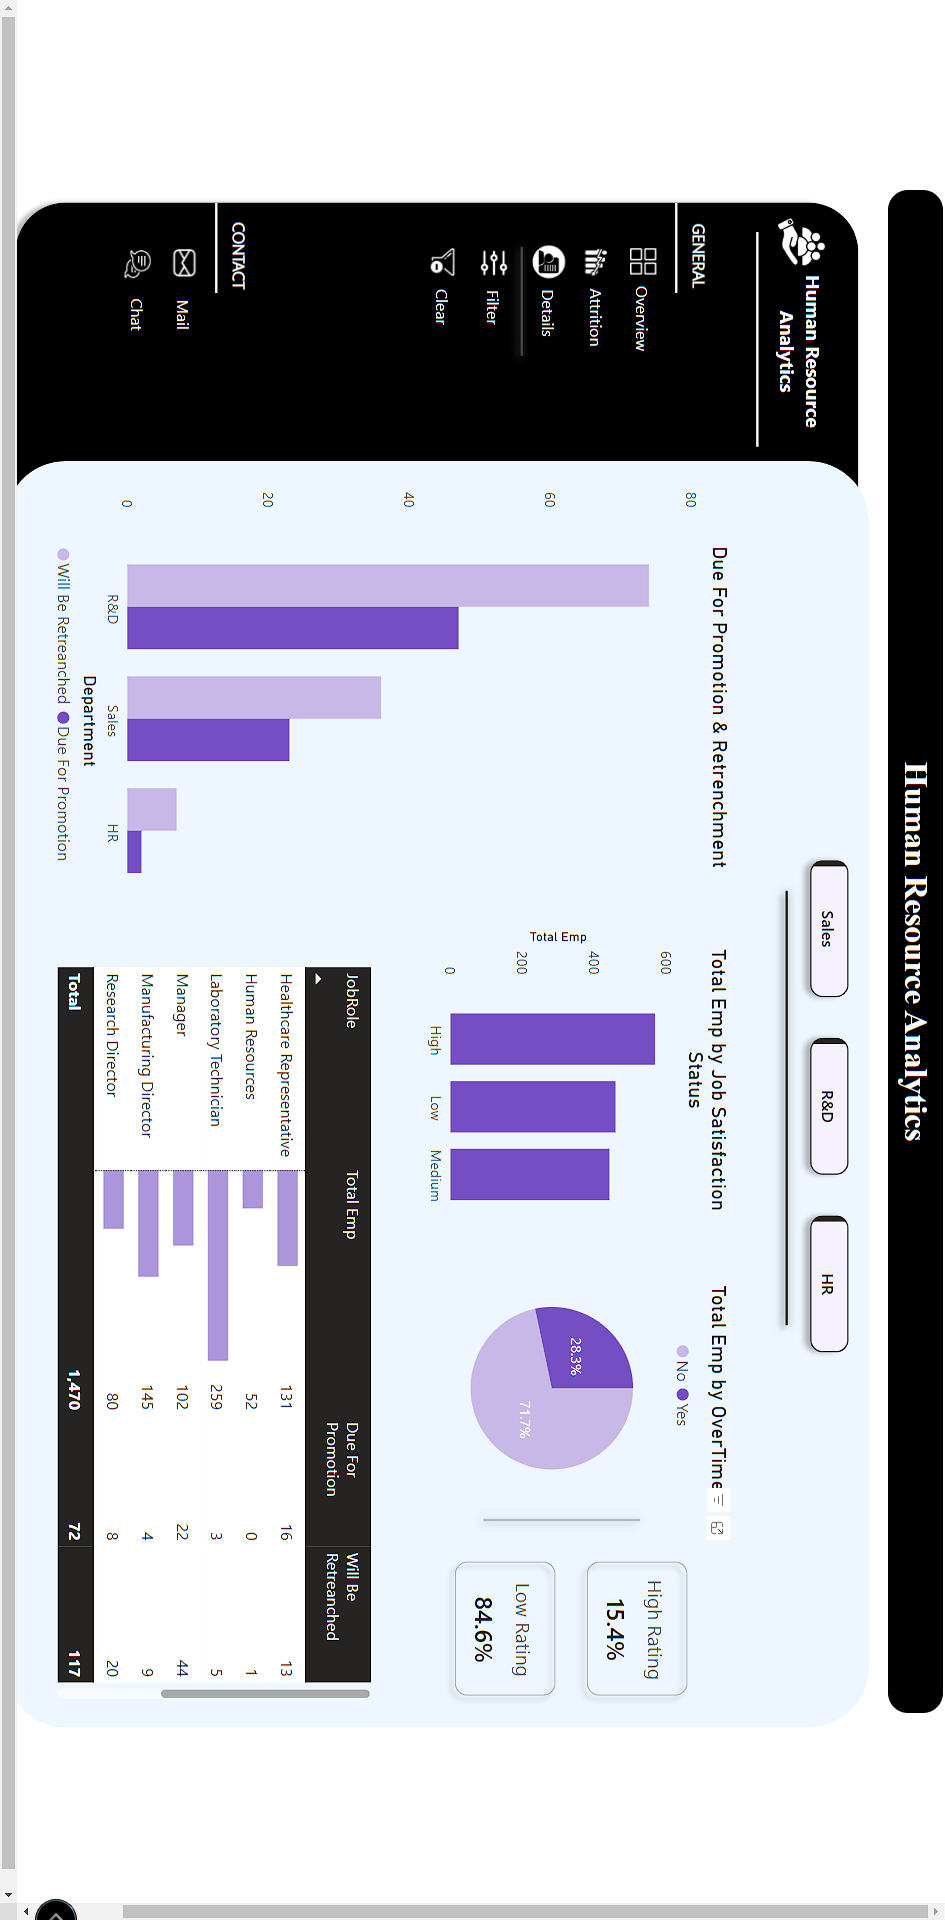 Human Resource Analytics
Human Resource
Analytics
GENERAL
Overview
Attrition
Details
Filter
Clear
CONTACT
Mail
Chat
Sales
R&D
HR
Due For Promotion & Retrenchment
80
60
40
20
0
R&D
Sales
HR
Department
Will Be Retreanched
Due For Promotion
Total Emp by Job Satisfaction
Status
Total Emp
600
400
200
0
High
Low
Medium
Total Emp by OverTime
No
Yes
28.3%
71.7%
High Rating
15.4%
Low Rating
84.6%
JobRole Total Emp Due For Promotion Will Be Retreanched
Healthcare Representative 131 16 13
Human Resources 52 0 1
Laboratory Technician 259 3 5
Manager 102 22 44
Manufacturing Director 145 4 9
Research Director 80 8 20
Total 1,470 72 117